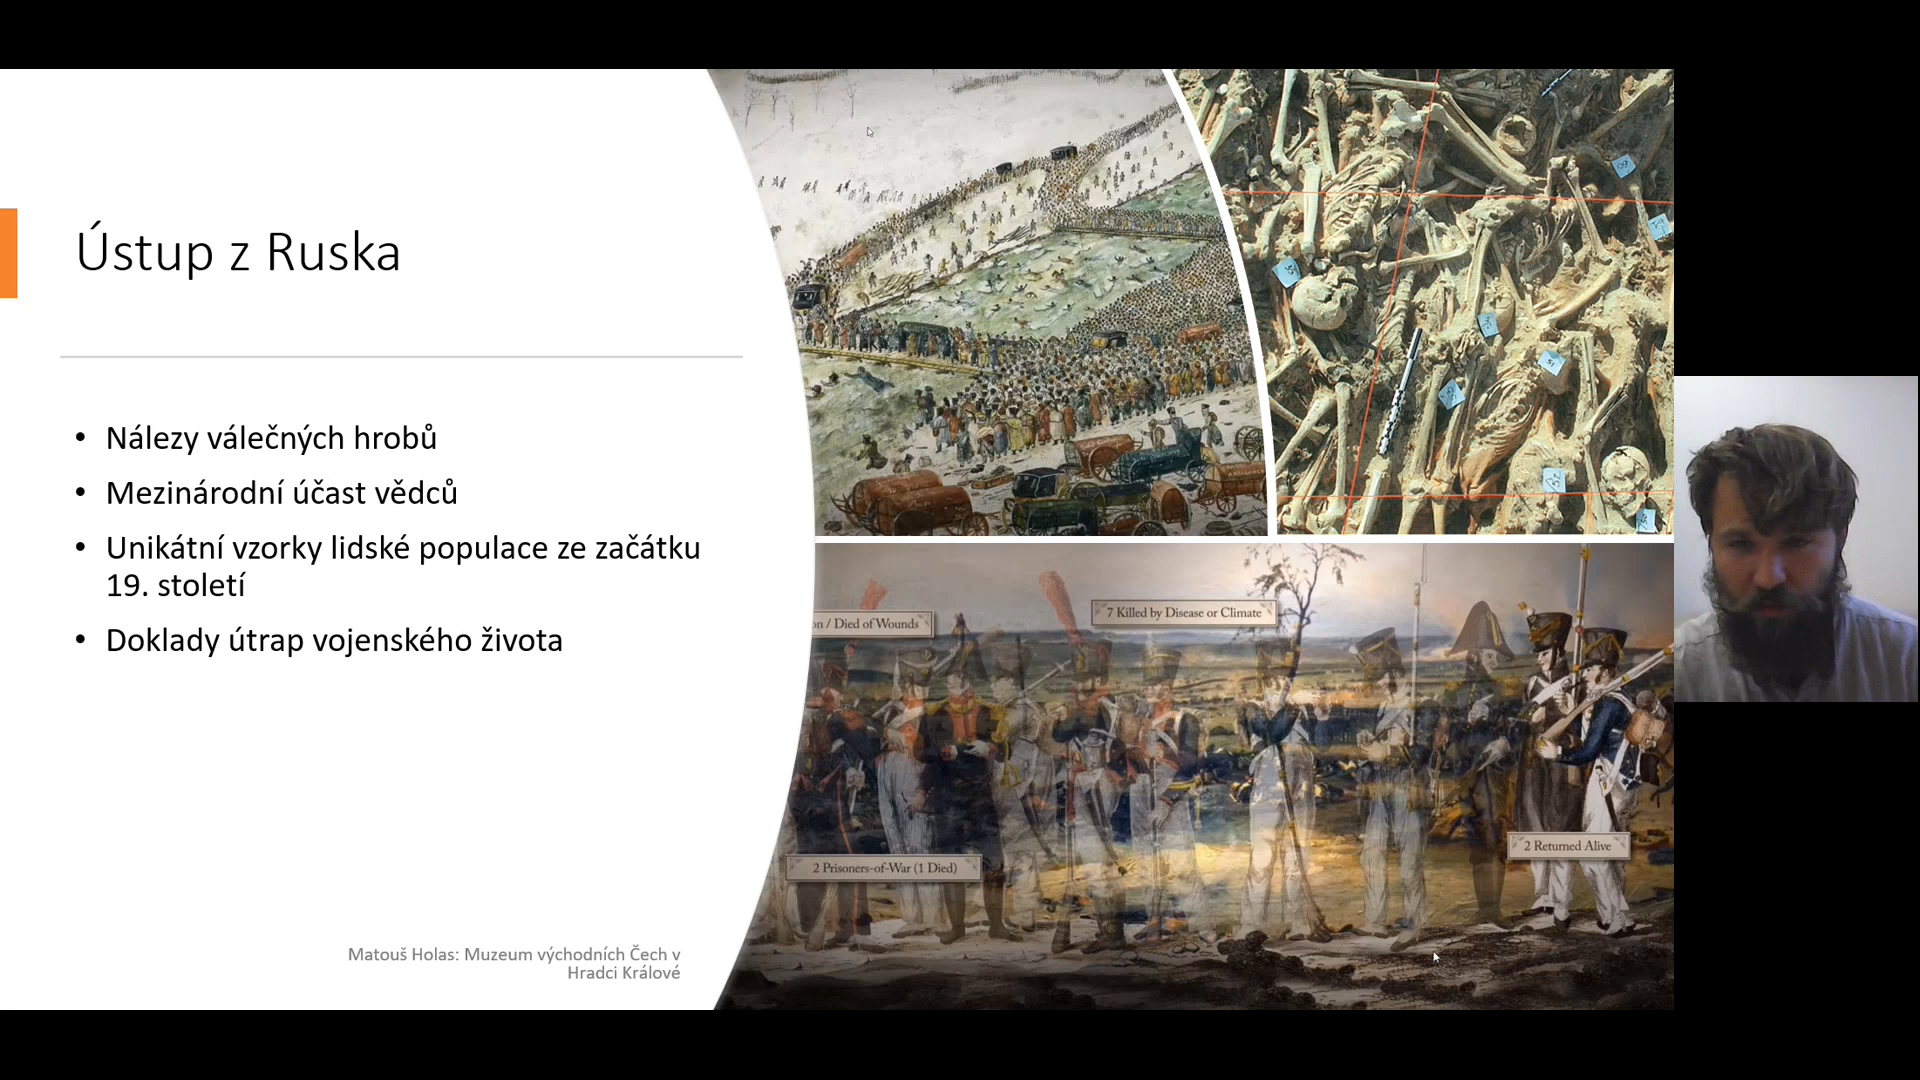 Ústup z Ruska
• Nálezy válečných hrobů
• Mezinárodní účast vědců
• Unikátní vzorky lidské populace ze začátku
19. století
• Doklady útrap vojenského života
Matouš Holas: Muzeum východních Čech v
Hradci Králové
on / Died of Wounds
7 Killed by Disease or Climate
2 Prisoners-of-War (1 Died)
2 Returned Alive